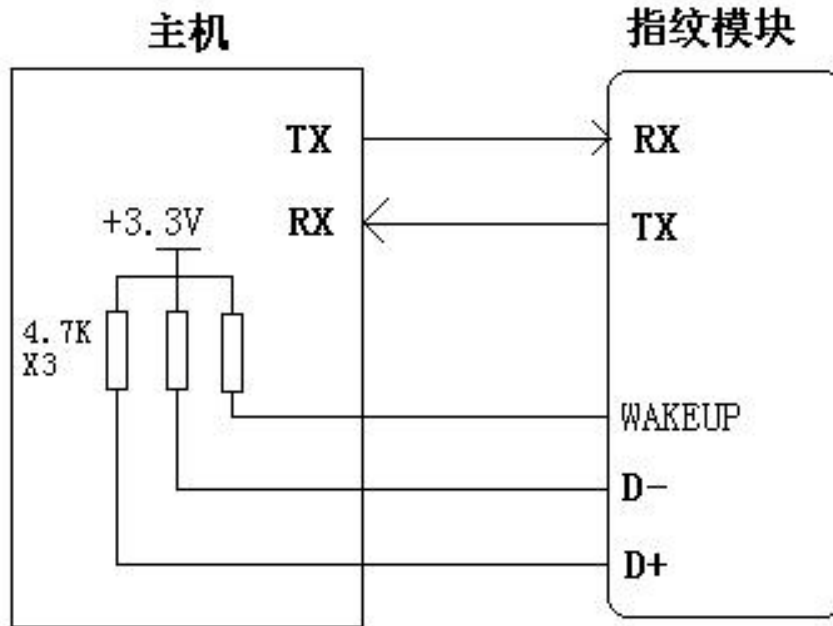 主机
指纹模块
TX
RX
RX
TX
+3.3V
4.7K
X3
WAKEUP
D-
D+